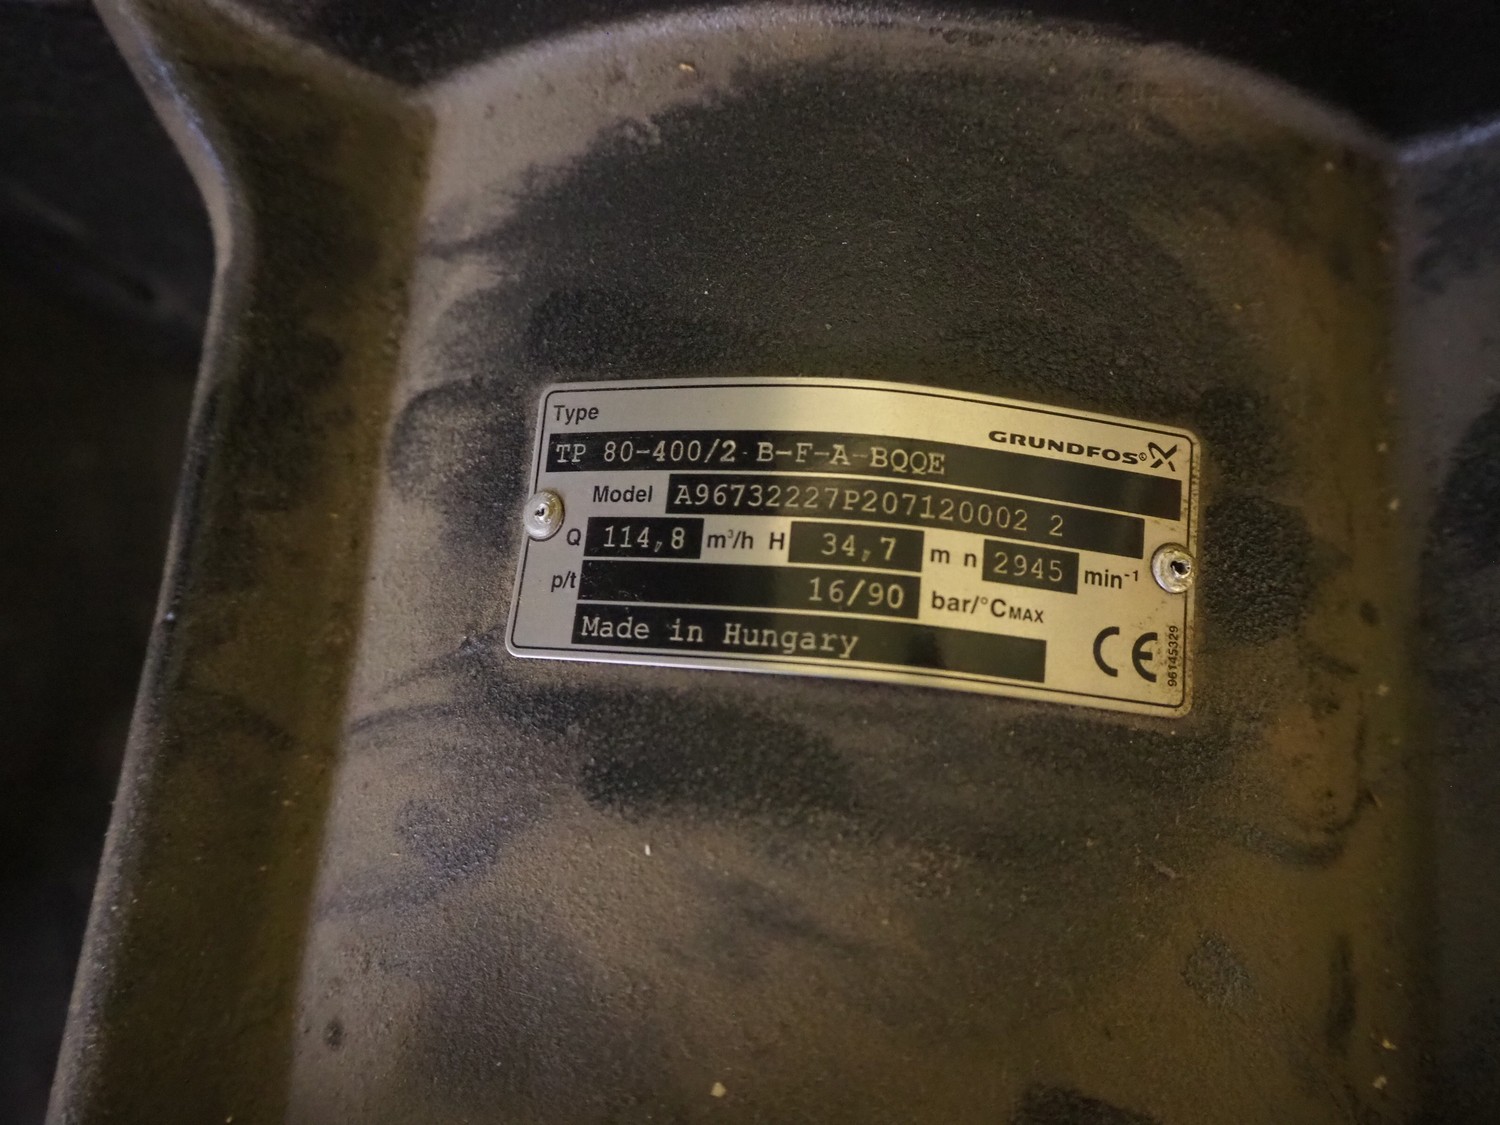 Type
GRUNDFOS
TP 80-400/2 B-F-A-BQQE
Model A96732227P207120002 2
Q 114,8 m³/h H 34,7 m n 2945 min⁻¹
p/t 16/90 bar/°CMAX
Made in Hungary
CE
96145329